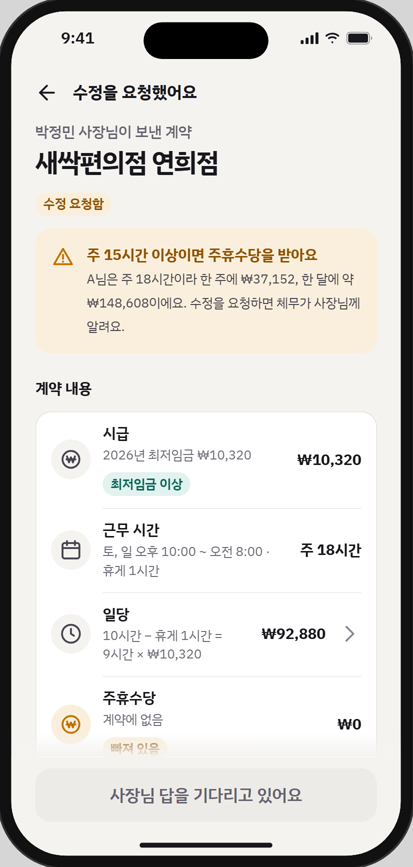 9:41
수정을 요청했어요
박정민 사장님이 보낸 계약
새싹편의점 연희점
수정 요청함
주 15시간 이상이면 주휴수당을 받아요
A님은 주 18시간이라 한 주에 ₩37,152, 한 달에 약
₩148,608이에요. 수정을 요청하면 체무가 사장님께
알려요.
계약 내용
시급
2026년 최저임금 ₩10,320
최저임금 이상
₩10,320
근무 시간
토, 일 오후 10:00 ~ 오전 8:00 ·
휴게 1시간
주 18시간
일당
10시간 − 휴게 1시간 =
9시간 × ₩10,320
₩92,880
주휴수당
계약에 없음
빠져 있음
₩0
사장님 답을 기다리고 있어요